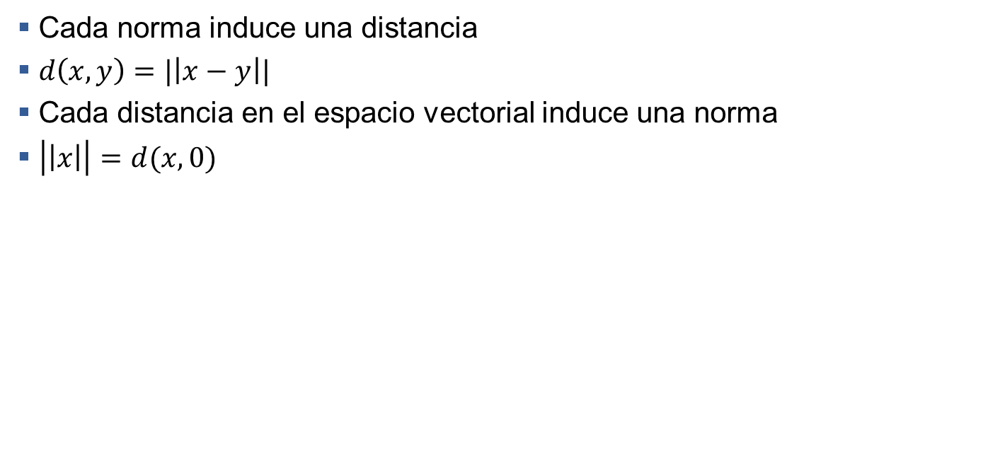 ▪ Cada norma induce una distancia
▪ 𝑑(𝑥, 𝑦) = ||𝑥 − 𝑦||
▪ Cada distancia en el espacio vectorial induce una norma
▪ ||𝑥|| = 𝑑(𝑥, 0)